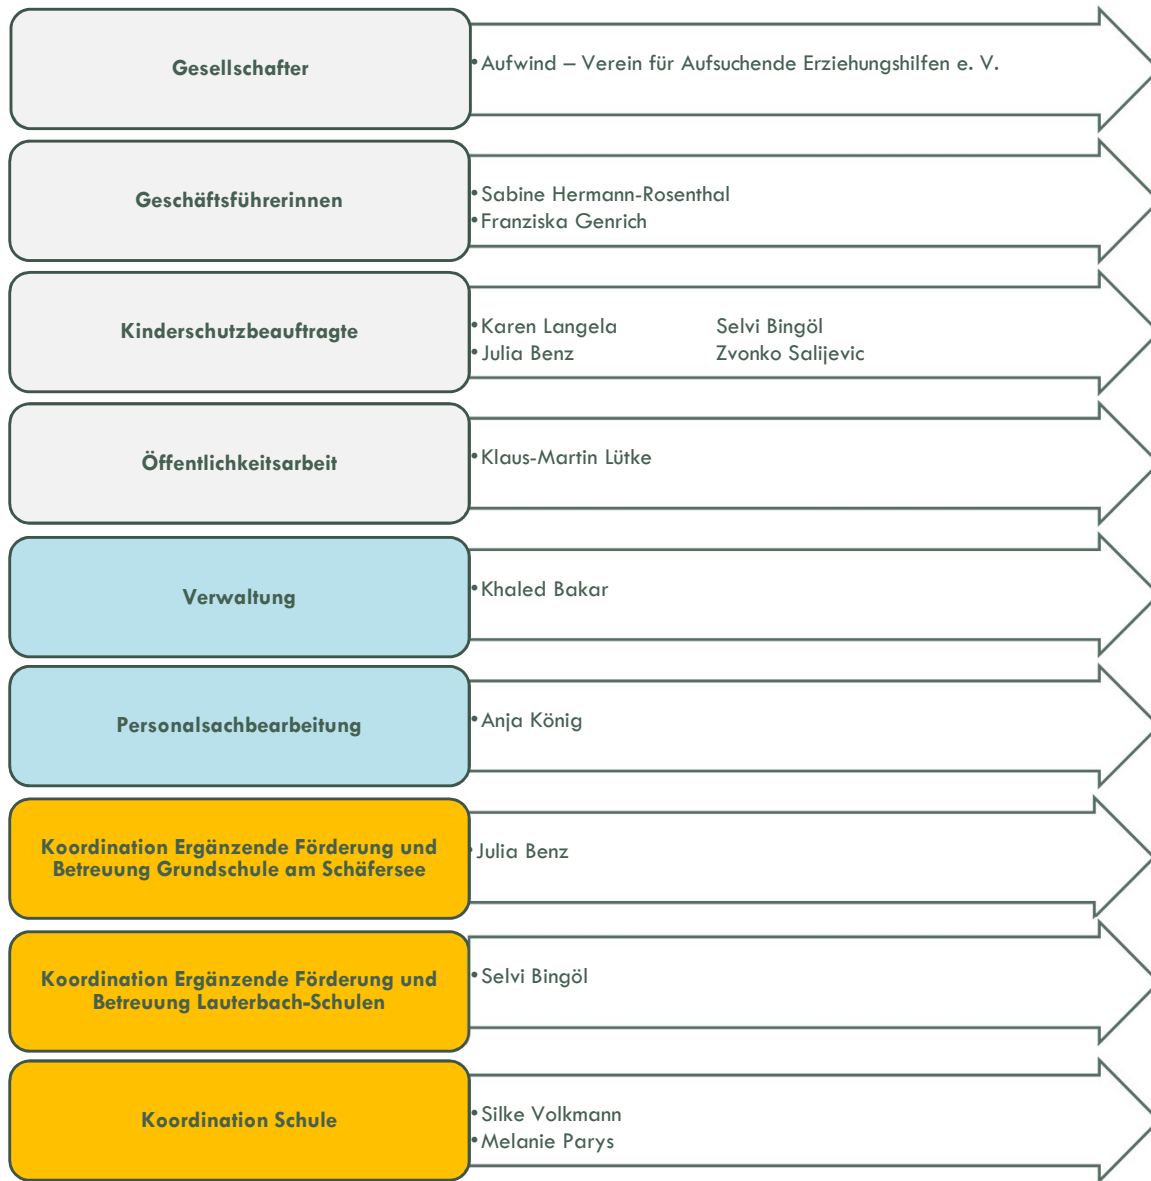 Gesellschafter
• Aufwind – Verein für Aufsuchende Erziehungshilfen e. V.
Geschäftsführerinnen
• Sabine Hermann-Rosenthal
• Franziska Genrich
Kinderschutzbeauftragte
• Karen Langela Selvi Bingöl
• Julia Benz Zvonko Salijevic
Öffentlichkeitsarbeit
• Klaus-Martin Lütke
Verwaltung
• Khaled Bakar
Personalsachbearbeitung
• Anja König
Koordination Ergänzende Förderung und
Betreuung Grundschule am Schäfersee
• Julia Benz
Koordination Ergänzende Förderung und
Betreuung Lauterbach-Schulen
• Selvi Bingöl
Koordination Schule
• Silke Volkmann
• Melanie Parys